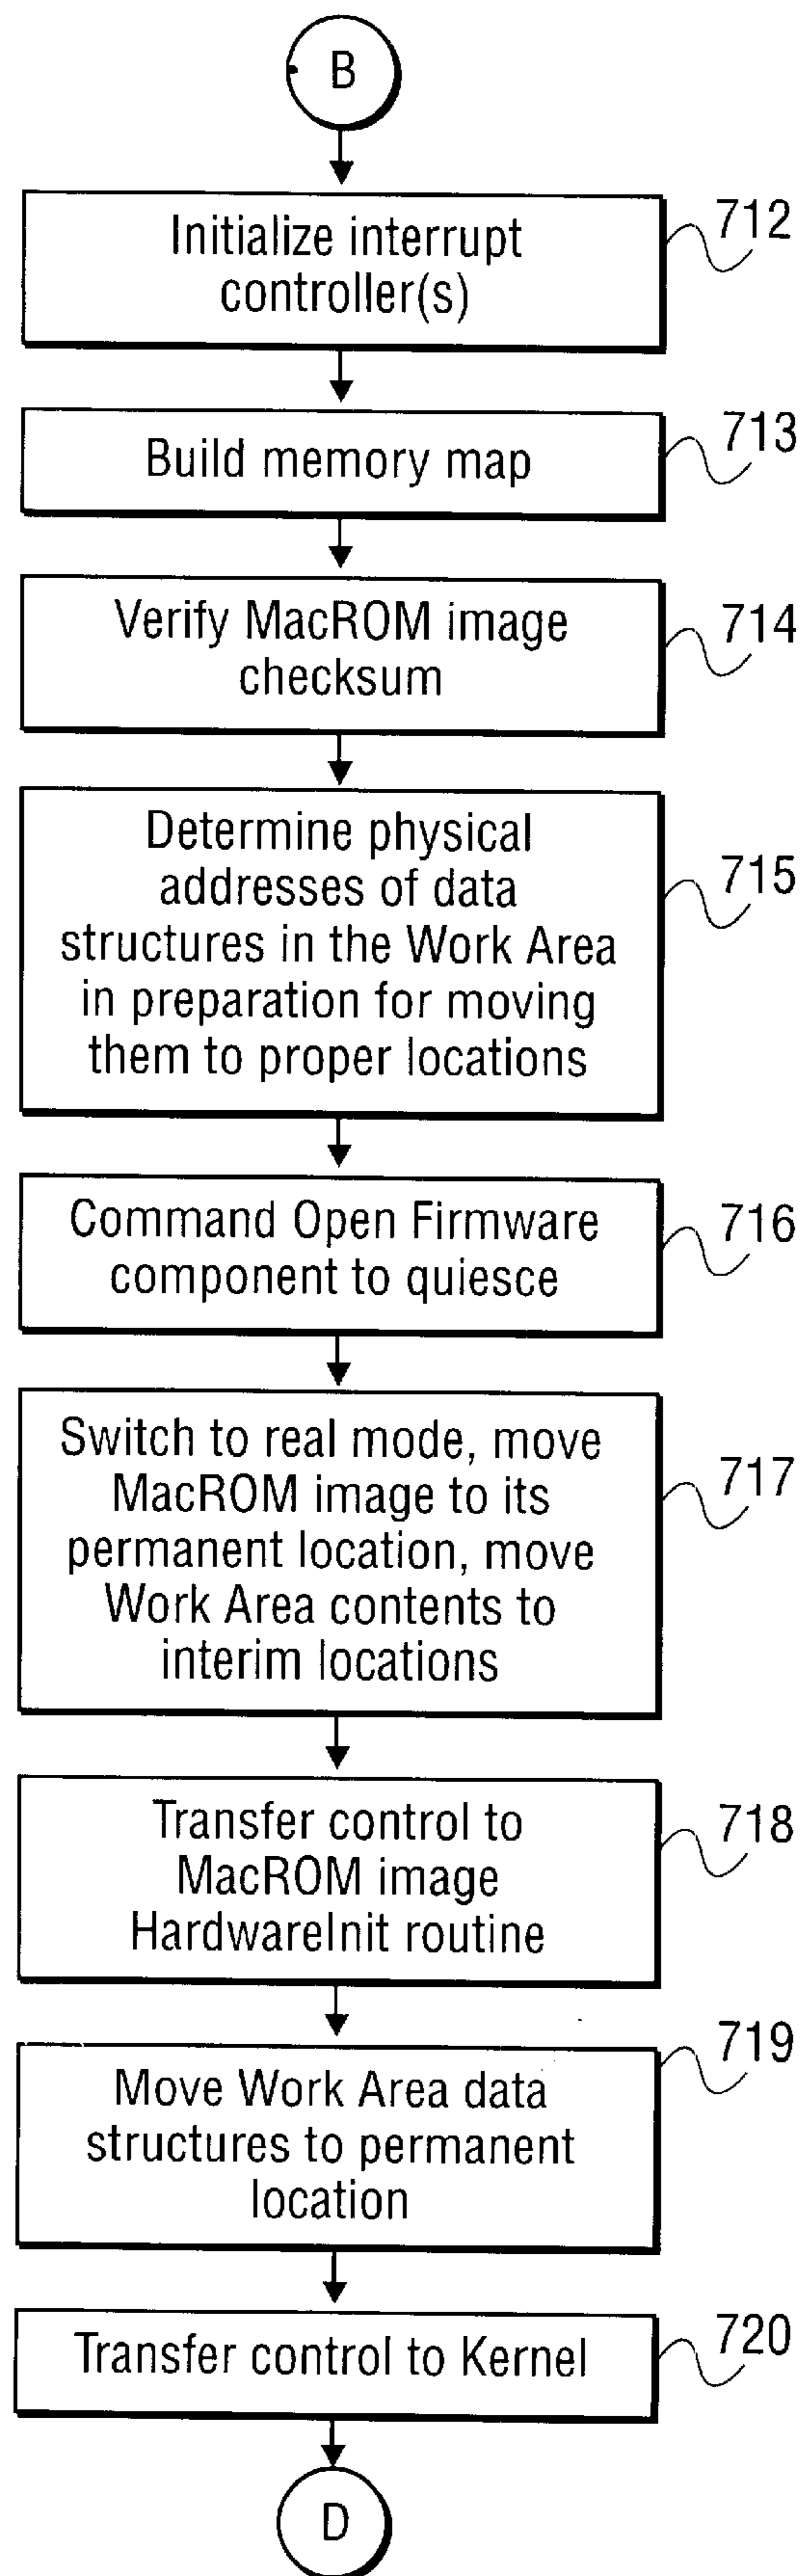 B
Initialize interrupt
controller(s)
712
Build memory map
713
Verify MacROM image
checksum
714
Determine physical
addresses of data
structures in the Work Area
in preparation for moving
them to proper locations
715
Command Open Firmware
component to quiesce
716
Switch to real mode, move
MacROM image to its
permanent location, move
Work Area contents to
interim locations
717
Transfer control to
MacROM image
HardwareInit routine
718
Move Work Area data
structures to permanent
location
719
Transfer control to Kernel
720
D